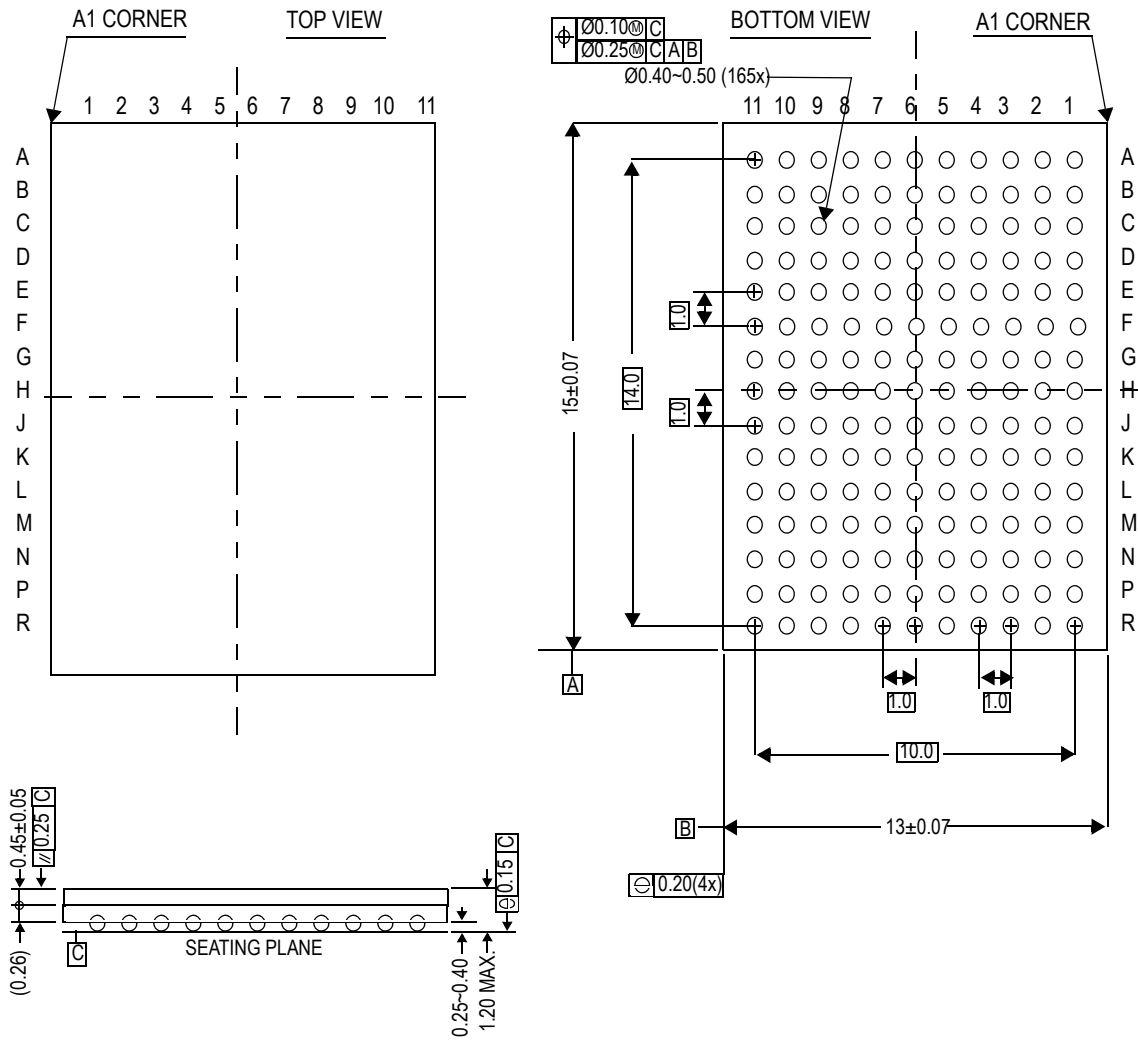 A1 CORNER
TOP VIEW
1 2 3 4 5 6 7 8 9 10 11
A
B
C
D
E
F
G
H
J
K
L
M
N
P
R
Ø0.10Ⓜ C
Ø0.25Ⓜ C A B
BOTTOM VIEW
A1 CORNER
Ø0.40~0.50 (165x)
11 10 9 8 7 6 5 4 3 2 1
A
B
C
D
E
F
G
H
J
K
L
M
N
P
R
15±0.07
14.0
1.0
1.0
A
1.0
1.0
10.0
B
13±0.07
0.20(4x)
0.45±0.05
// 0.25 C
(0.26)
C
SEATING PLANE
0.15 C
0.25~0.40
1.20 MAX.